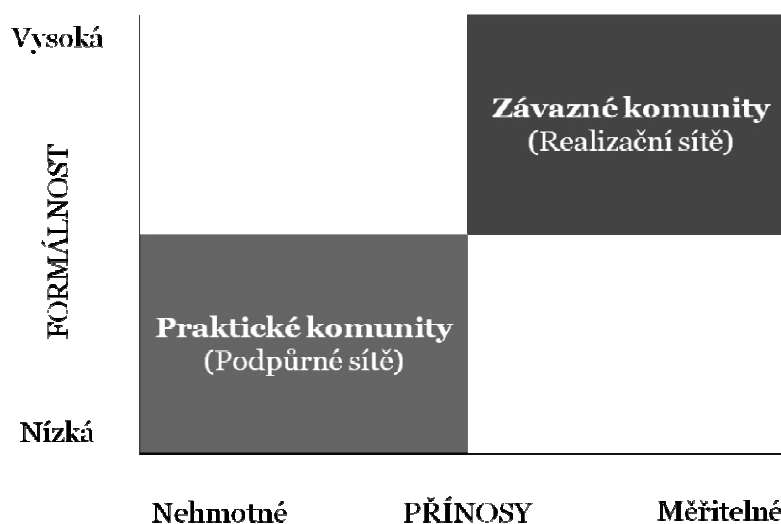 Vysoká
Závazné komunity
(Realizační sítě)
FORMÁLNOST
Praktické komunity
(Podpůrné sítě)
Nízká
Nehmotné PŘÍNOSY Měřitelné